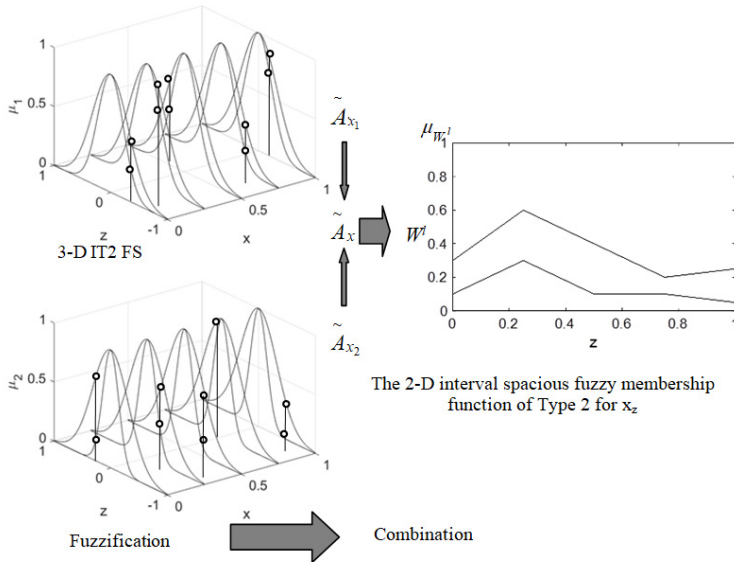 1
0.5
0
μ1
1
0
z
-1
0
0.5
x
1
3-D IT2 FS
Ãx1
Ãx
Ãx2
Wl
μW1l
1
0.8
0.6
0.4
0.2
0
0
0.2
0.4
0.6
0.8
1
z
The 2-D interval spacious fuzzy membership
function of Type 2 for xz
1
0.5
0
μ2
1
0
z
-1
0
0.5
x
1
Fuzzification
Combination